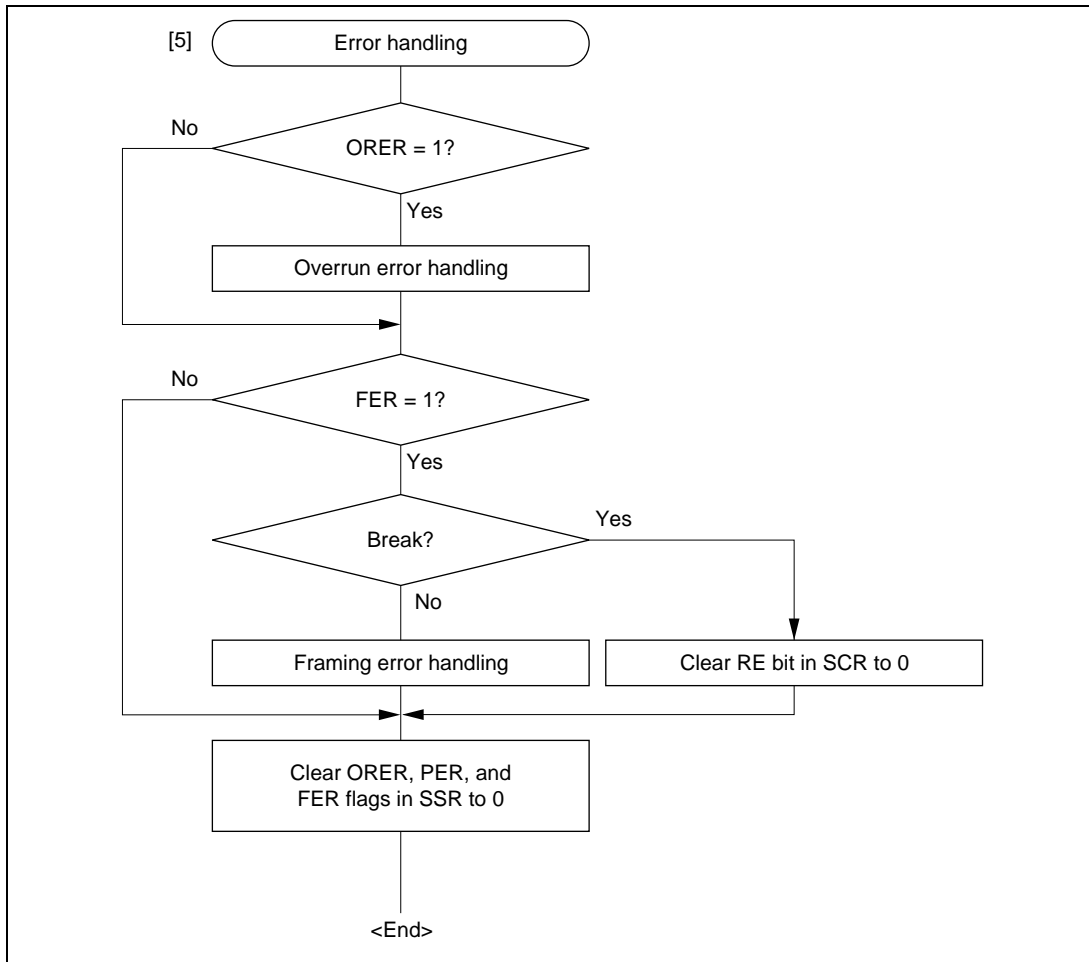 [5]
Error handling
No
ORER = 1?
Yes
Overrun error handling
No
FER = 1?
Yes
Yes
Break?
No
Framing error handling
Clear RE bit in SCR to 0
Clear ORER, PER, and
FER flags in SSR to 0
<End>